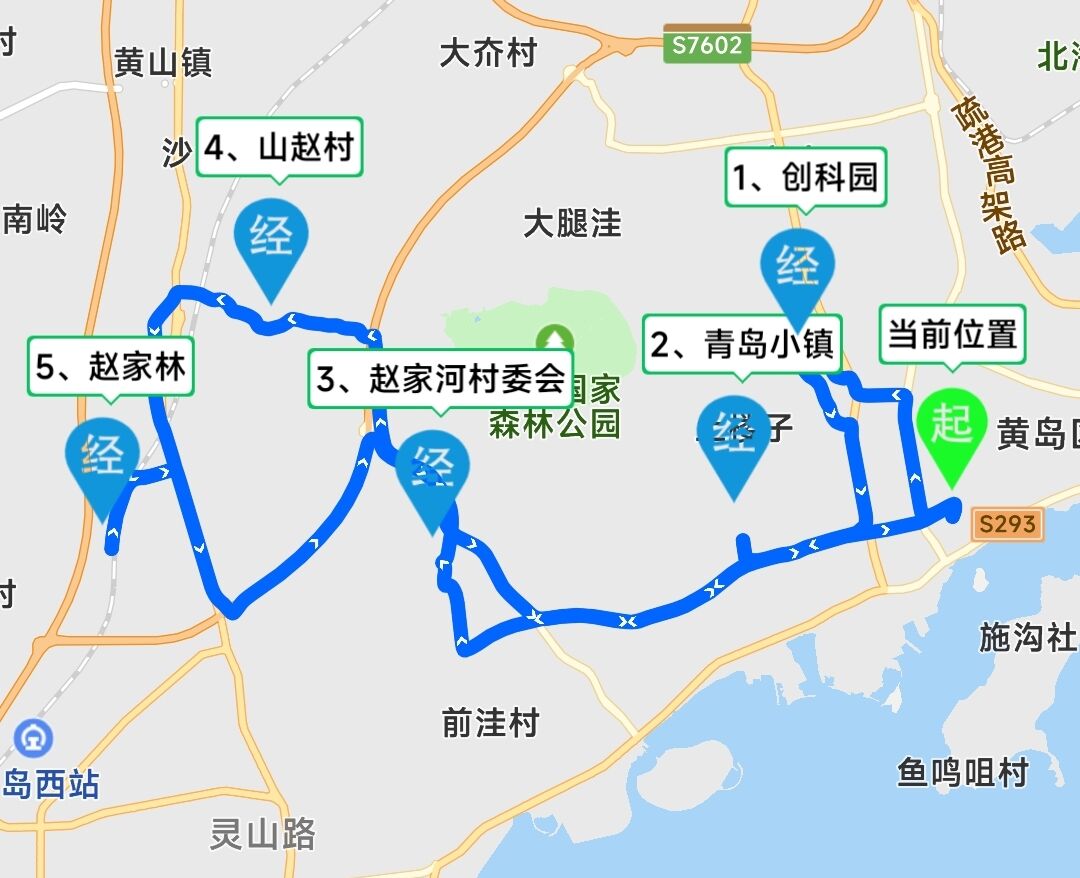 村
黄山镇
大夼村
S7602
北
疏港高架路
沙
4、山赵村
1、创科园
南岭
经
大腿洼
经
当前位置
2、青岛小镇
5、赵家林
3、赵家河村委会
国家
森林公园
经
子
起
黄岛区
经
经
S293
村
施沟社
前洼村
鱼鸣咀村
岛西站
灵山路